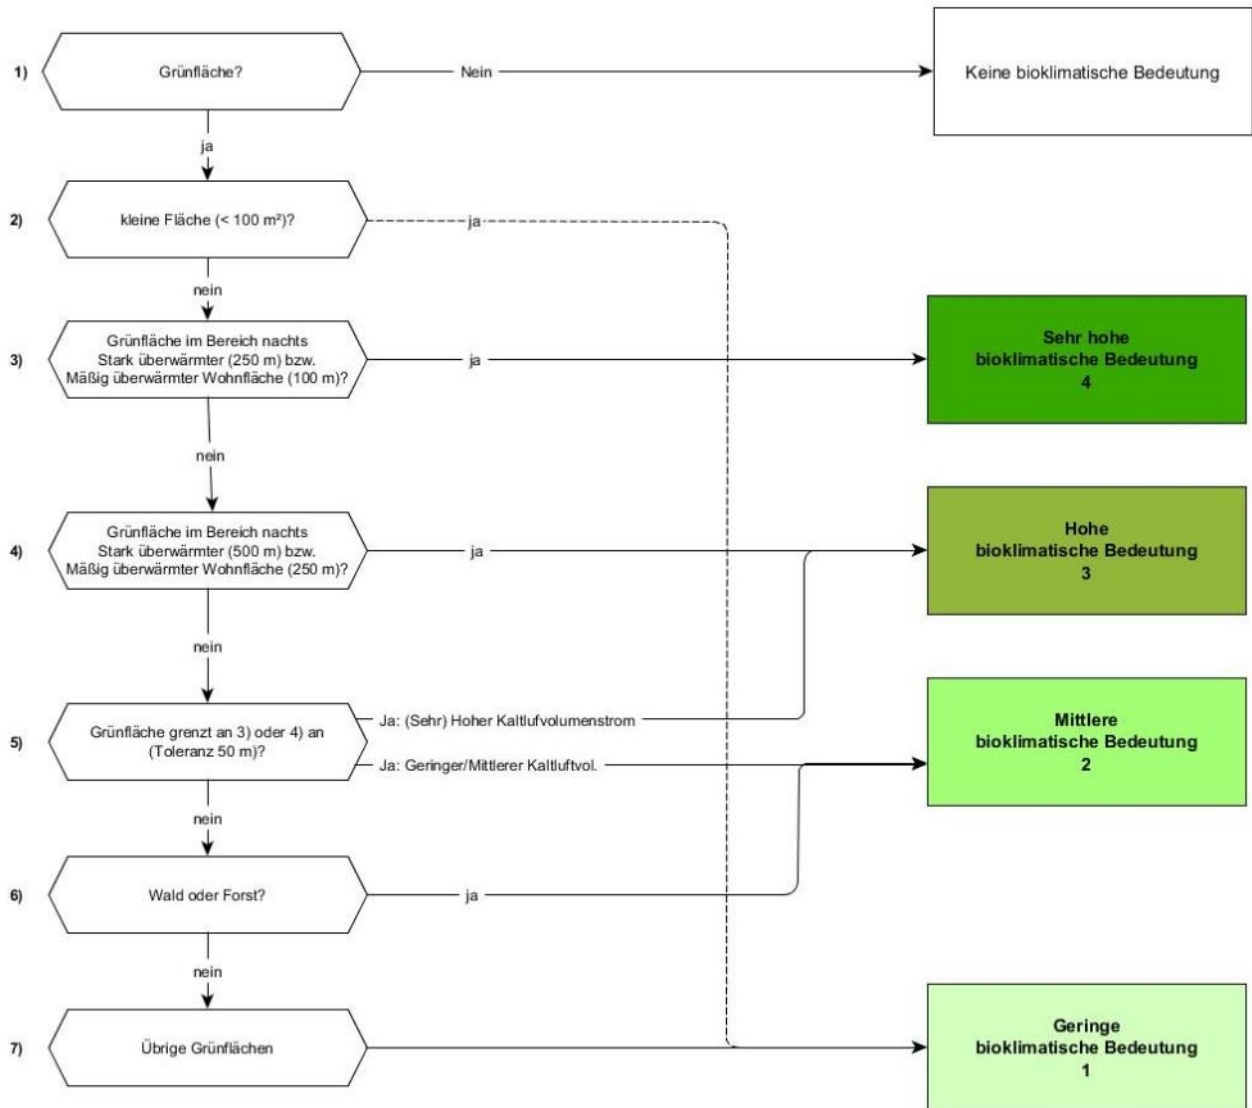 1)
Grünfläche?
Nein
Keine bioklimatische Bedeutung
ja
2)
kleine Fläche (< 100 m²)?
ja
nein
3)
Grünfläche im Bereich nachts
Stark überwärmter (250 m) bzw.
Mäßig überwärmter Wohnfläche (100 m)?
ja
Sehr hohe
bioklimatische Bedeutung
4
nein
4)
Grünfläche im Bereich nachts
Stark überwärmter (500 m) bzw.
Mäßig überwärmter Wohnfläche (250 m)?
ja
Hohe
bioklimatische Bedeutung
3
nein
5)
Grünfläche grenzt an 3) oder 4) an
(Toleranz 50 m)?
Ja: (Sehr) Hoher Kaltlufvolumenstrom
Ja: Geringer/Mittlerer Kaltluftvol.
Mittlere
bioklimatische Bedeutung
2
nein
6)
Wald oder Forst?
ja
nein
7)
Übrige Grünflächen
Geringe
bioklimatische Bedeutung
1